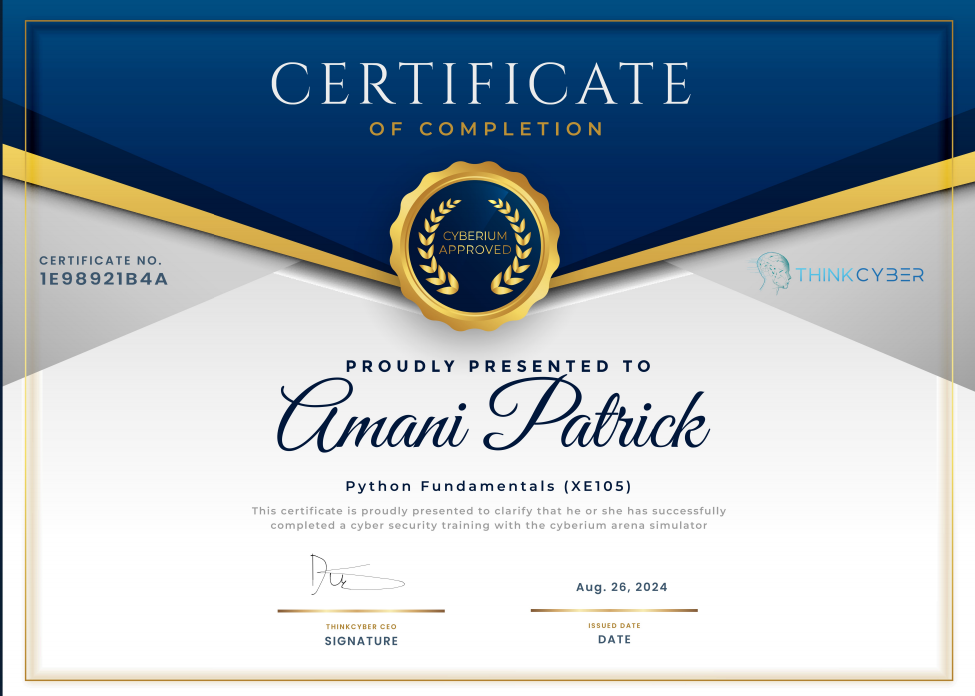 CERTIFICATE
OF COMPLETION
CYBERIUM
APPROVED
CERTIFICATE NO.
1E98921B4A
THINKCYBER
PROUDLY PRESENTED TO
Amani Patrick
Python Fundamentals (XE105)
This certificate is proudly presented to clarify that he or she has successfully
completed a cyber security training with the cyberium arena simulator
Aug. 26, 2024
THINKCYBER CEO
SIGNATURE
ISSUED DATE
DATE